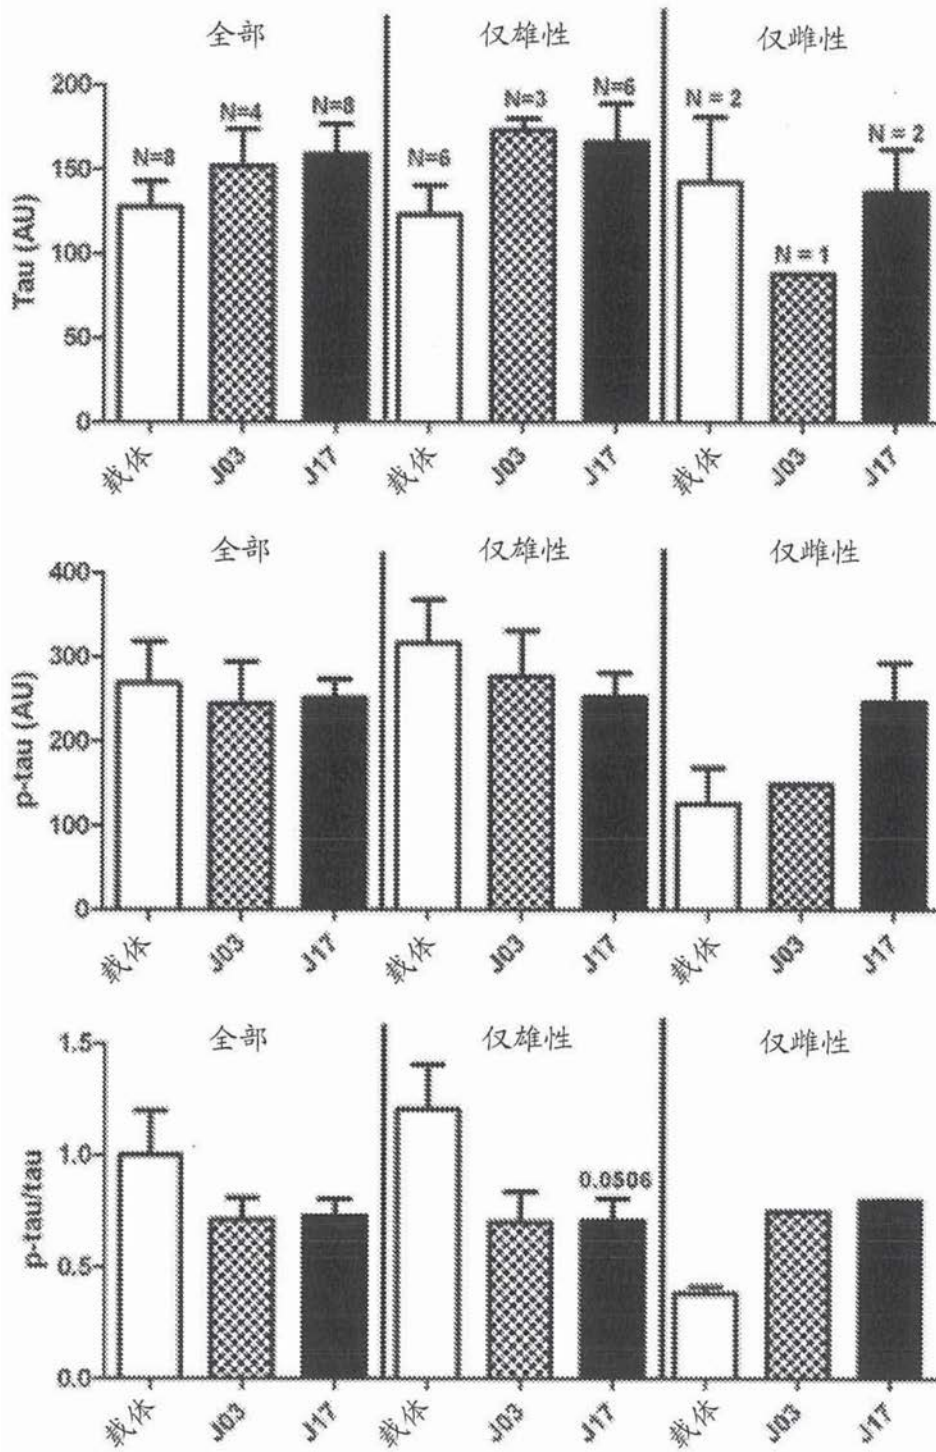 全部 仅雄性 仅雌性
200
150
100
50
0
Tau (AU)
N=8 N=4 N=8 N=6 N=3 N=6 N = 2 N = 1 N = 2
载体 J03 J17 载体 J03 J17 载体 J03 J17
全部 仅雄性 仅雌性
400
300
200
100
0
p-tau (AU)
载体 J03 J17 载体 J03 J17 载体 J03 J17
全部 仅雄性 仅雌性
1.5
1.0
0.5
0.0
p-tau/tau
0.0506
载体 J03 J17 载体 J03 J17 载体 J03 J17